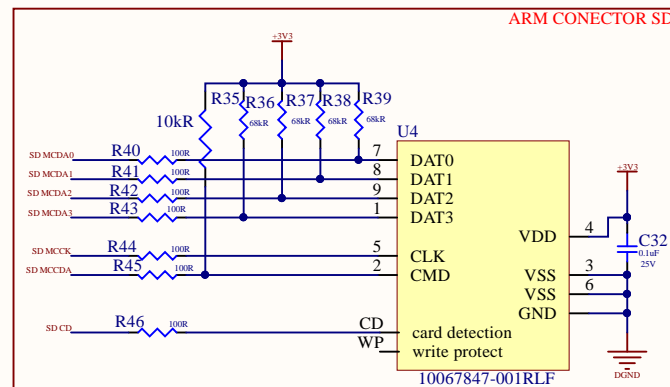 ARM CONECTOR SD
+3V3
R35
R36
R37
R38
R39
10kR
68kR
68kR
68kR
68kR
U4
SD MCDA0
R40
100R
7
DAT0
SD MCDA1
R41
100R
8
DAT1
SD MCDA2
R42
100R
9
DAT2
SD MCDA3
R43
100R
1
DAT3
+3V3
VDD
4
C32
0.1uF
25V
SD MCCK
R44
100R
5
CLK
SD MCCDA
R45
100R
2
CMD
VSS
3
VSS
6
GND
SD CD
R46
100R
CD
card detection
WP
write protect
DGND
10067847-001RLF